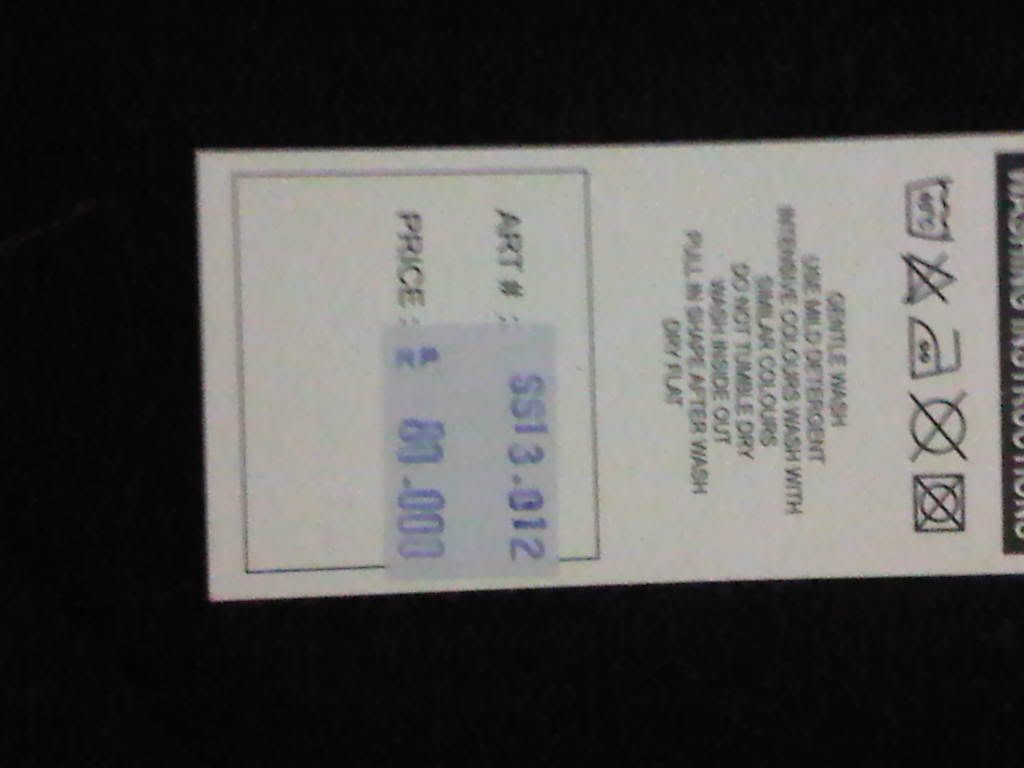 WASHING INSTRUCTIONS
40°C
GENTLE WASH
USE MILD DETERGENT
INTENSIVE COLOURS WASH WITH
SIMILAR COLOURS
DO NOT TUMBLE DRY
WASH INSIDE OUT
PULL IN SHAPE AFTER WASH
DRY FLAT
ART # : SS13.012
PRICE : 80.000